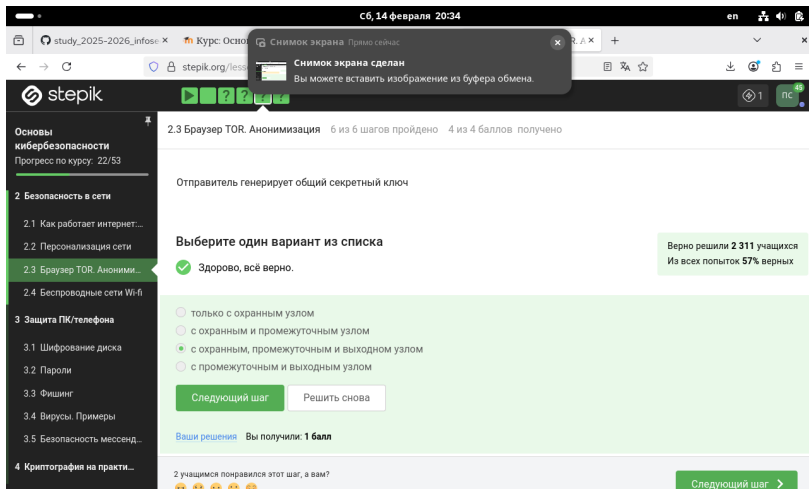 Сб, 14 февраля 20:34
en
study_2025-2026_infose
Курс: Осно
Снимок экрана Прямо сейчас
Снимок экрана сделан
Вы можете вставить изображение из буфера обмена.
stepik.org/less
stepik
1
ПС
45
Основы
кибербезопасности
Прогресс по курсу: 22/53
2.3 Браузер TOR. Анонимизация 6 из 6 шагов пройдено 4 из 4 баллов получено
2 Безопасность в сети
2.1 Как работает интернет:...
2.2 Персонализация сети
2.3 Браузер TOR. Аноними...
2.4 Беспроводные сети Wi-fi
3 Защита ПК/телефона
3.1 Шифрование диска
3.2 Пароли
3.3 Фишинг
3.4 Вирусы. Примеры
3.5 Безопасность мессенд...
4 Криптография на практи...
Отправитель генерирует общий секретный ключ
Выберите один вариант из списка
Здорово, всё верно.
Верно решили 2 311 учащихся
Из всех попыток 57% верных
только с охранным узлом
с охранным и промежуточным узлом
с охранным, промежуточным и выходном узлом
с промежуточным и выходным узлом
Следующий шаг
Решить снова
Ваши решения Вы получили: 1 балл
2 учащимся понравился этот шаг, а вам?
Следующий шаг